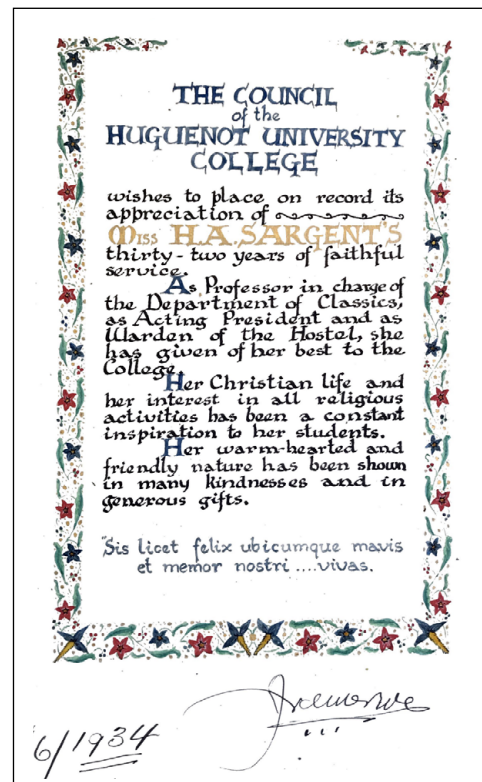 THE COUNCIL
of the
HUGUENOT UNIVERSITY
COLLEGE
wishes to place on record its
appreciation of
MISS H.A. SARGENT'S
thirty-two years of faithful
service.
As Professor in charge of
the Department of Classics,
as Acting President and as
Warden of the Hostel, she
has given of her best to the
College.
Her Christian life and
her interest in all religious
activities has been a constant
inspiration to her students.
Her warm-hearted and
friendly nature has been shown
in many kindnesses and in
generous gifts.
"Sis licet felix ubicumque mavis
et memor nostri ....vivas.
6/1934